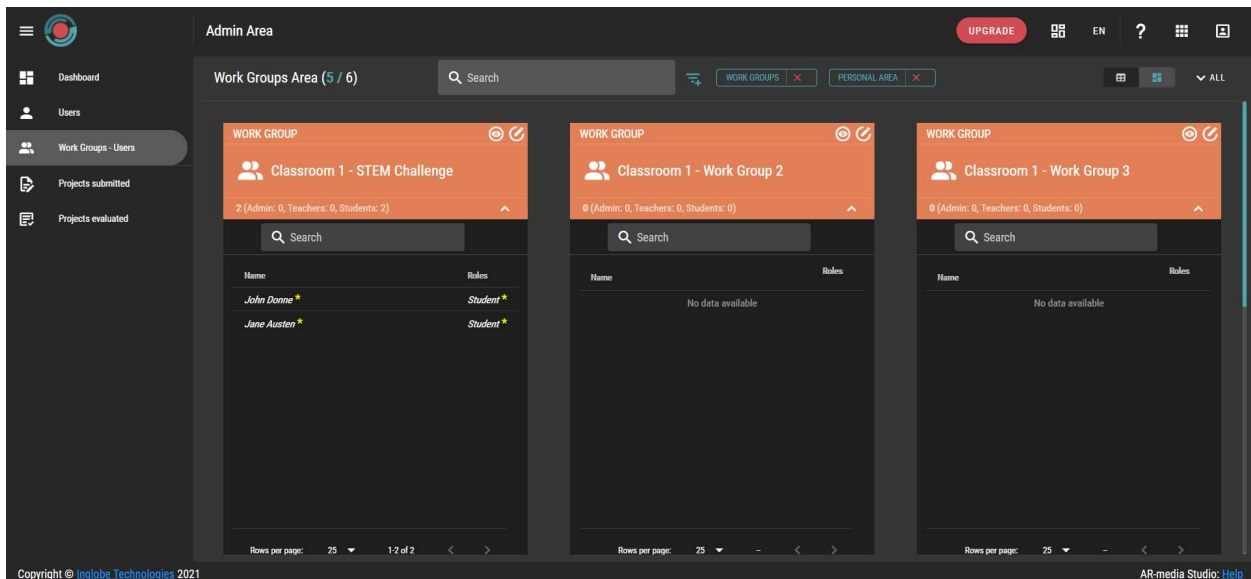 Admin Area
UPGRADE
EN
?
Dashboard
Users
Work Groups - Users
Projects submitted
Projects evaluated
Work Groups Area (5 / 6)
Search
WORK GROUPS
PERSONAL AREA
ALL
WORK GROUP
Classroom 1 - STEM Challenge
2 (Admin: 0, Teachers: 0, Students: 2)
Search
Name Roles
John Donne * Student *
Jane Austen * Student *
Rows per page: 25 1-2 of 2
WORK GROUP
Classroom 1 - Work Group 2
0 (Admin: 0, Teachers: 0, Students: 0)
Search
Name Roles
No data available
Rows per page: 25 –
WORK GROUP
Classroom 1 - Work Group 3
0 (Admin: 0, Teachers: 0, Students: 0)
Search
Name Roles
No data available
Rows per page: 25 –
Copyright © Inglobe Technologies 2021
AR-media Studio: Help